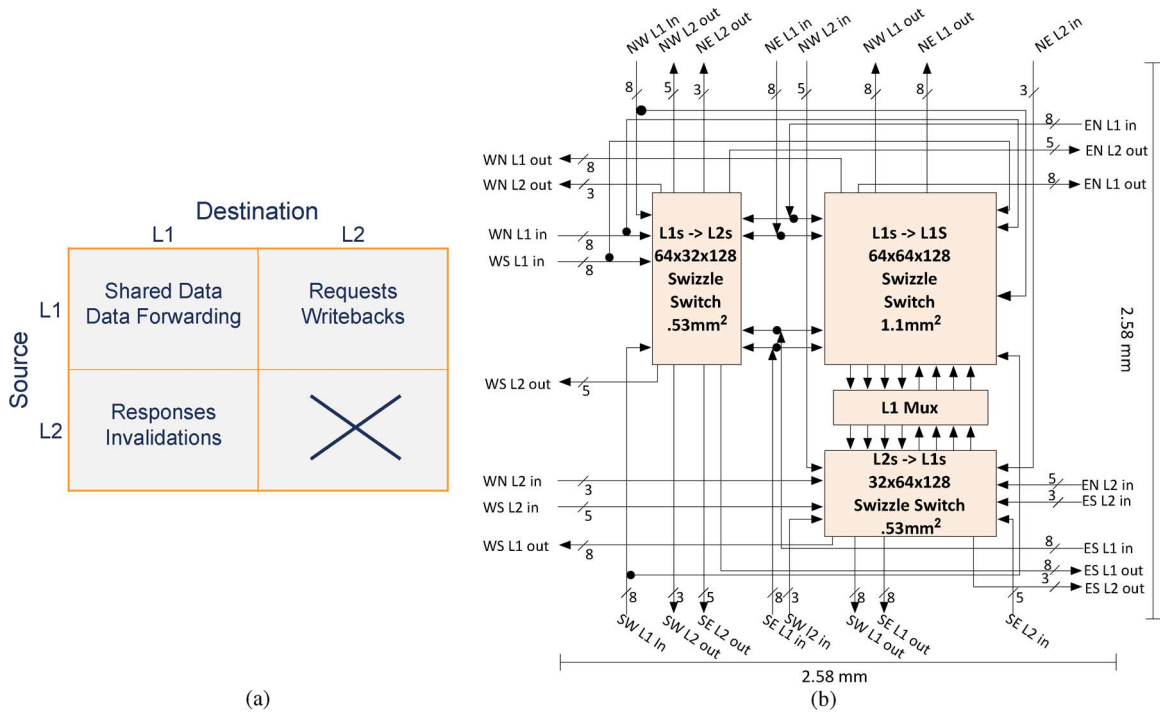 Destination
L1 L2
Source
L1
Shared Data
Data Forwarding
Requests
Writebacks
L2
Responses
Invalidations
(a)
NW L1 In
NW L2 out
NE L2 out
NE L1 in
NW L2 in
NW L1 out
NE L1 out
NE L2 in
8 5 3 8 5 8 8 3
8 EN L1 in
5 EN L2 out
8 EN L1 out
WN L1 out 8
WN L2 out 3
WN L1 in 8
WS L1 in 8
L1s -> L2s
64x32x128
Swizzle
Switch
.53mm²
L1s -> L1S
64x64x128
Swizzle
Switch
1.1mm²
2.58 mm
WS L2 out 5
L1 Mux
L2s -> L1s
32x64x128
Swizzle Switch
.53mm²
WN L2 in 3
WS L2 in 5
WS L1 out 8
5 EN L2 in
3 ES L2 in
8 ES L1 in
8 ES L1 out
3 ES L2 out
8 3 5 8 3 8 8 5
SW L1 In
SW L2 out
SE L2 out
SE L1 in
SW l2 in
SW L1 out
SE L1 out
SE L2 in
2.58 mm
(b)